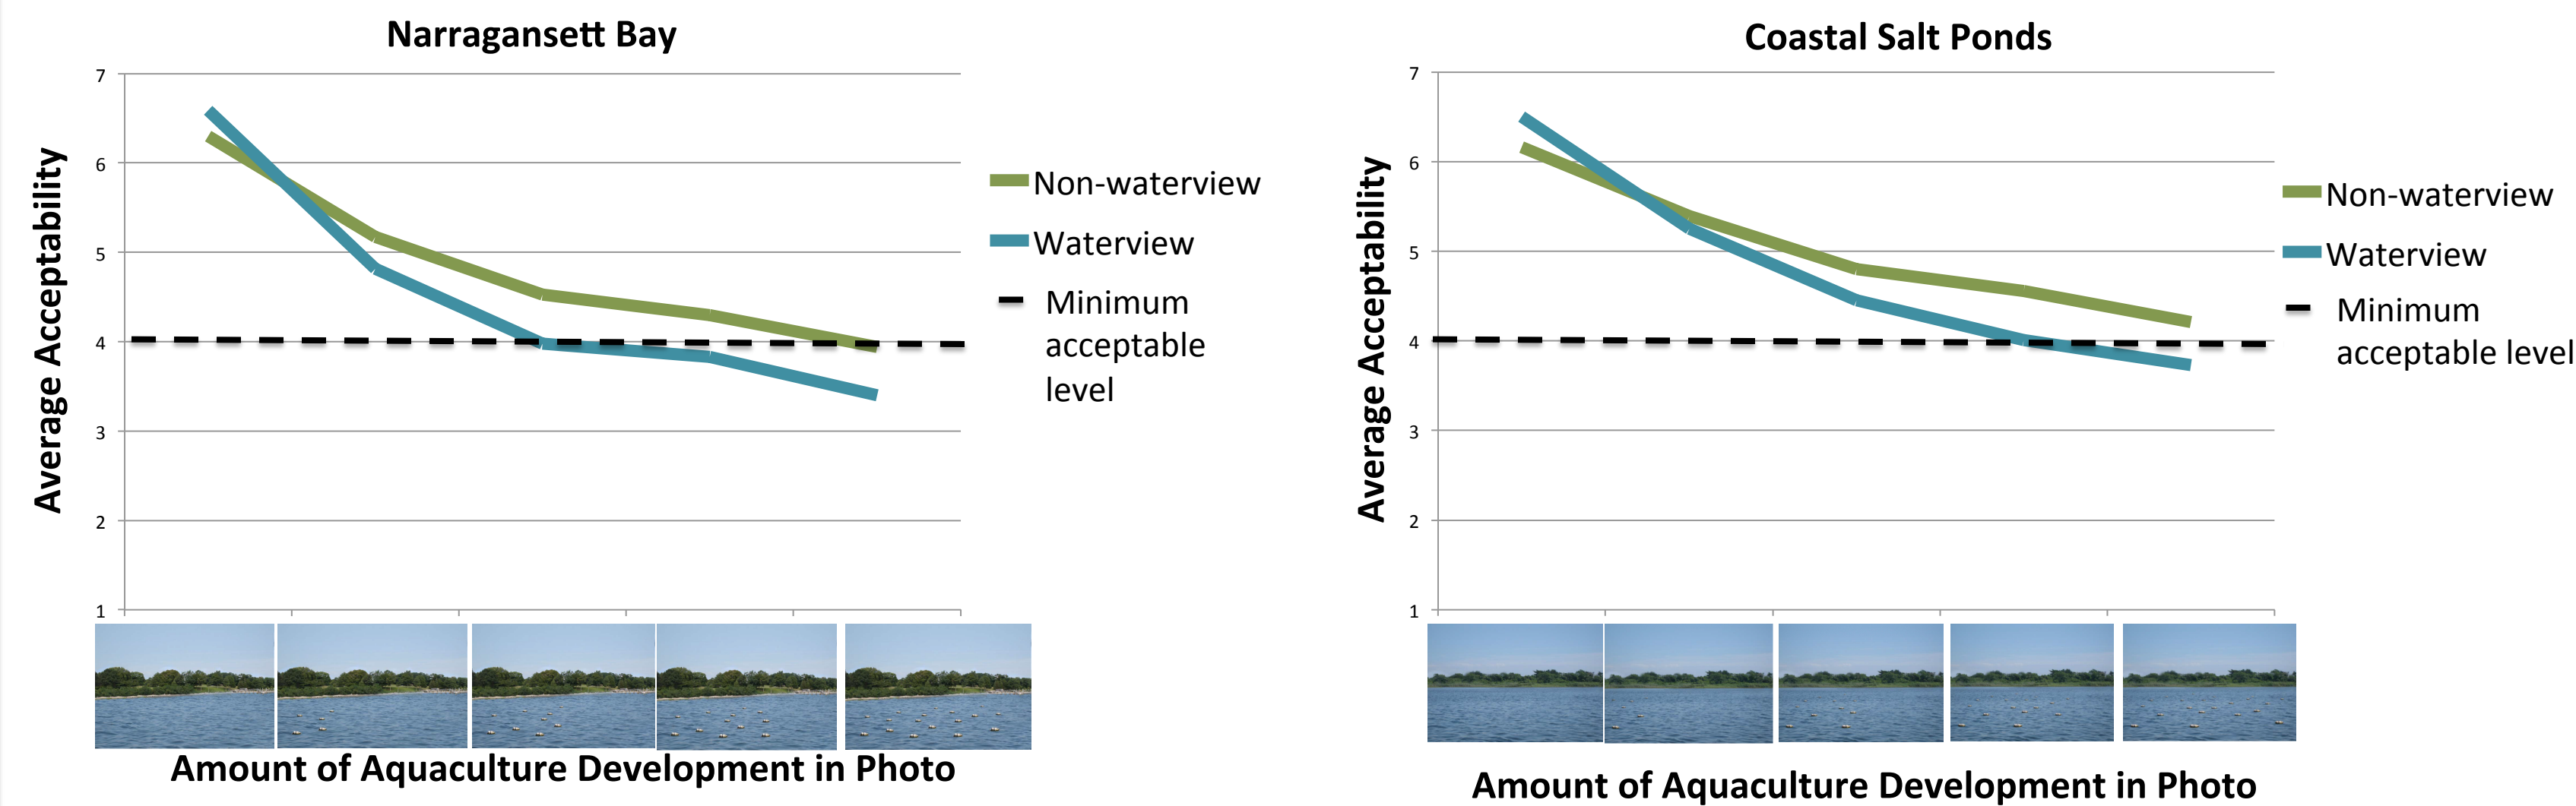 Narragansett Bay
7
6
5
4
3
2
1
Average Acceptability
Non-waterview
Waterview
Minimum
acceptable
level
Amount of Aquaculture Development in Photo
Coastal Salt Ponds
7
6
5
4
3
2
1
Average Acceptability
Non-waterview
Waterview
Minimum
acceptable level
Amount of Aquaculture Development in Photo